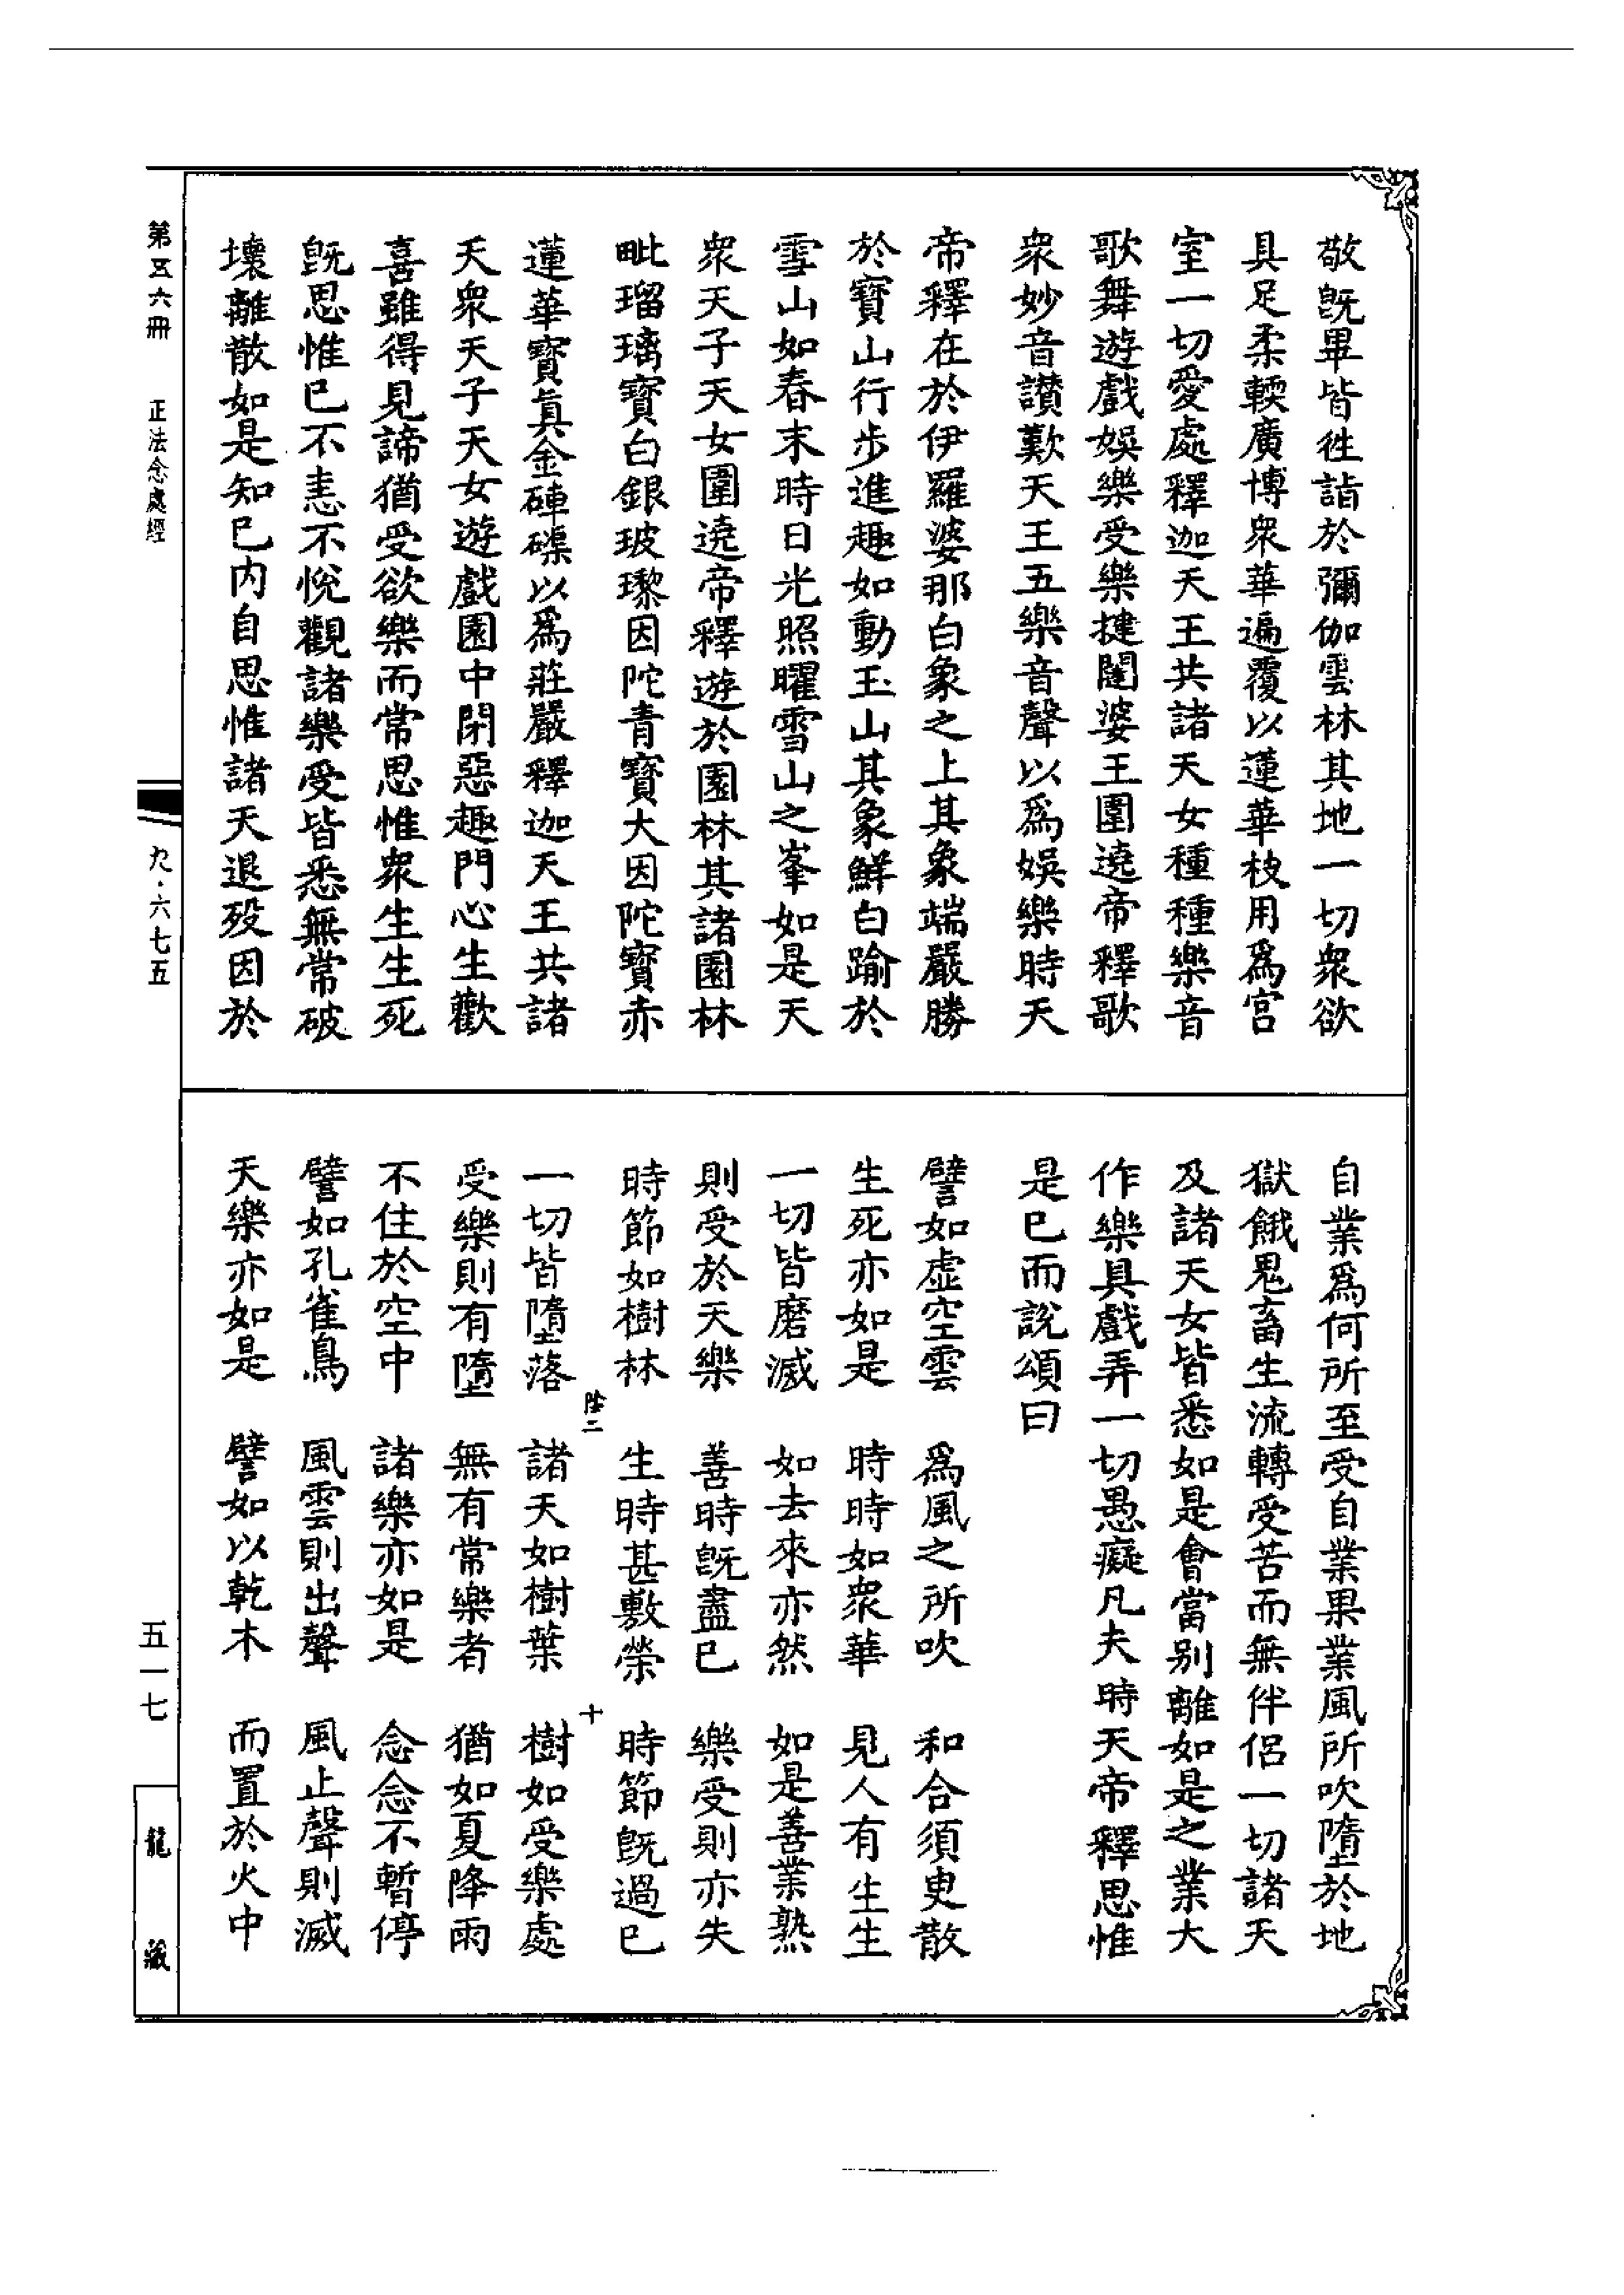 敬旣畢皆往詣於彌伽雲林其地一切衆欲
具足柔輭廣博衆華遍覆以蓮華枝用爲宮
室一切愛處釋迦天王共諸天女種種樂音
歌舞遊戲娛樂受樂揵闥婆王圍遶帝釋歌
衆妙音讚歎天王五樂音聲以爲娛樂時天
帝釋在於伊羅婆那白象之上其象端嚴勝
於寶山行步進趣如動玉山其象鮮白踰於
雪山如春末時日光照曜雪山之峯如是天
衆天子天女圍遶帝釋遊於園林其諸園林
毗瑠璃寶白銀玻瓈因陀青寶大因陀寶赤
蓮華寶眞金硨磲以爲莊嚴釋迦天王共諸
天衆天子天女遊戲園中閉惡趣門心生歡
喜雖得見諦猶受欲樂而常思惟衆生生死
旣思惟已不恚不悅觀諸樂受皆悉無常破
壞離散如是知已內自思惟諸天退歿因於
自業爲何所至受自業果業風所吹墮於地
獄餓鬼畜生流轉受苦而無伴侶一切諸天
及諸天女皆悉如是會當別離如是之業大
作樂具戲弄一切愚癡凡夫時天帝釋思惟
是已而說頌曰
譬如虛空雲 爲風之所吹 和合須臾散
生死亦如是 時時如衆華 見人有生生
一切皆磨滅 如去來亦然 如是善業熟
則受於天樂 善時旣盡已 樂受則亦失
時節如樹林 生時甚敷榮 時節旣過已
陛二 十
一切皆墮落 諸天如樹葉 樹如受樂處
受樂則有墮 無有常樂者 猶如夏降雨
不住於空中 諸樂亦如是 念念不暫停
譬如孔雀鳥 風雲則出聲 風止聲則滅
天樂亦如是 譬如以乾木 而置於火中
第五六冊 正法念處經 九·六七五 五一七 龍藏